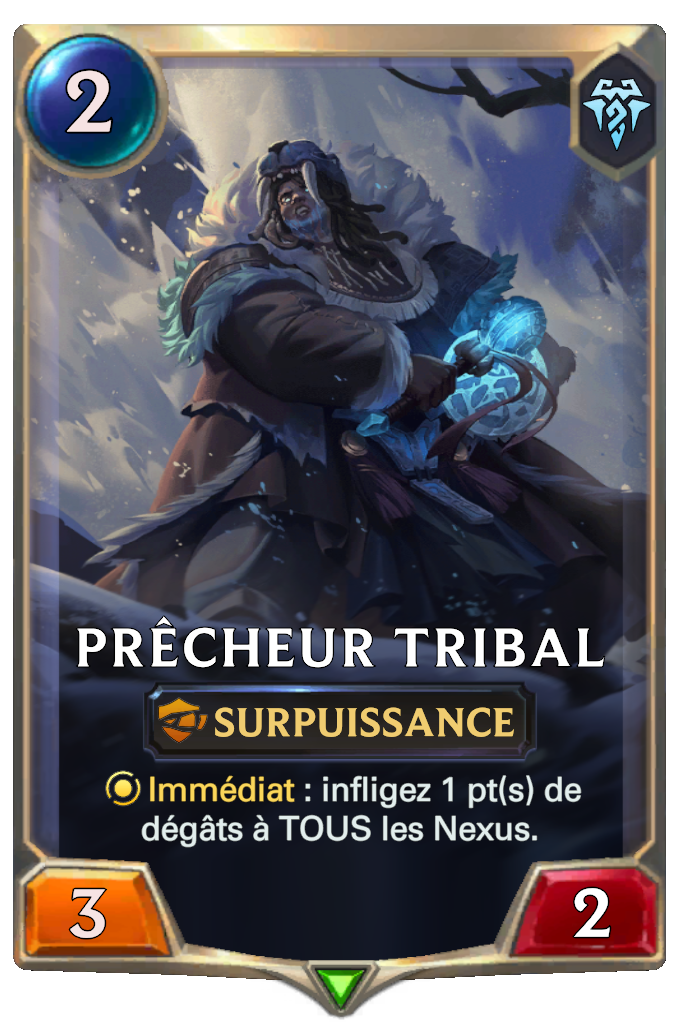 2
PRÊCHEUR TRIBAL
SURPUISSANCE
Immédiat : infligez 1 pt(s) de
dégâts à TOUS les Nexus.
3
2